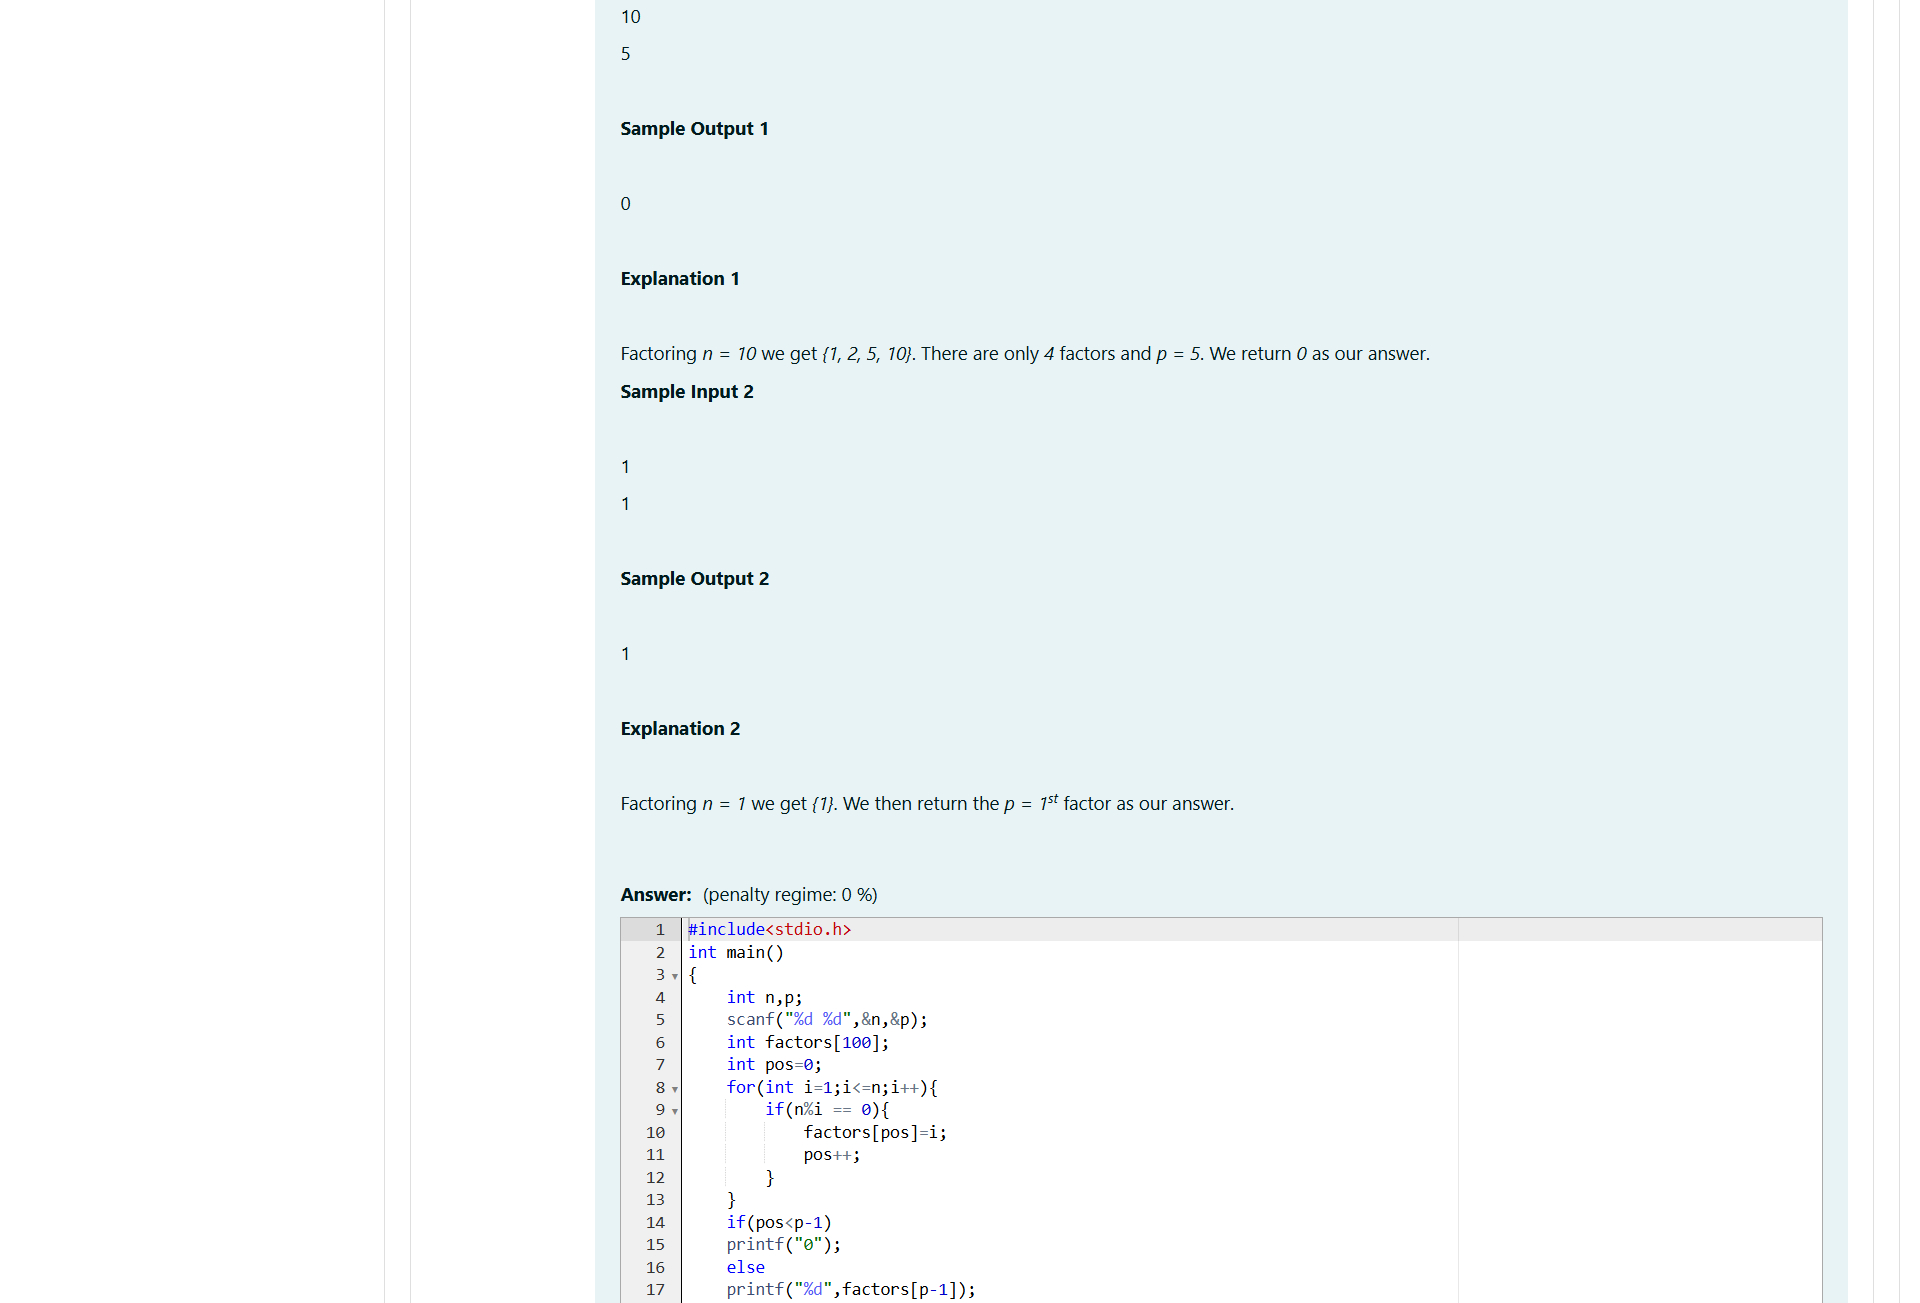 10
5
Sample Output 1
0
Explanation 1
Factoring n = 10 we get {1, 2, 5, 10}. There are only 4 factors and p = 5. We return 0 as our answer.
Sample Input 2
1
1
Sample Output 2
1
Explanation 2
Factoring n = 1 we get {1}. We then return the p = 1st factor as our answer.
Answer: (penalty regime: 0 %)
1 #include<stdio.h>
2 int main()
3 {
4     int n,p;
5     scanf("%d %d",&n,&p);
6     int factors[100];
7     int pos=0;
8     for(int i=1;i<=n;i++){
9         if(n%i == 0){
10             factors[pos]=i;
11             pos++;
12         }
13     }
14     if(pos<p-1)
15     printf("0");
16     else
17     printf("%d",factors[p-1]);